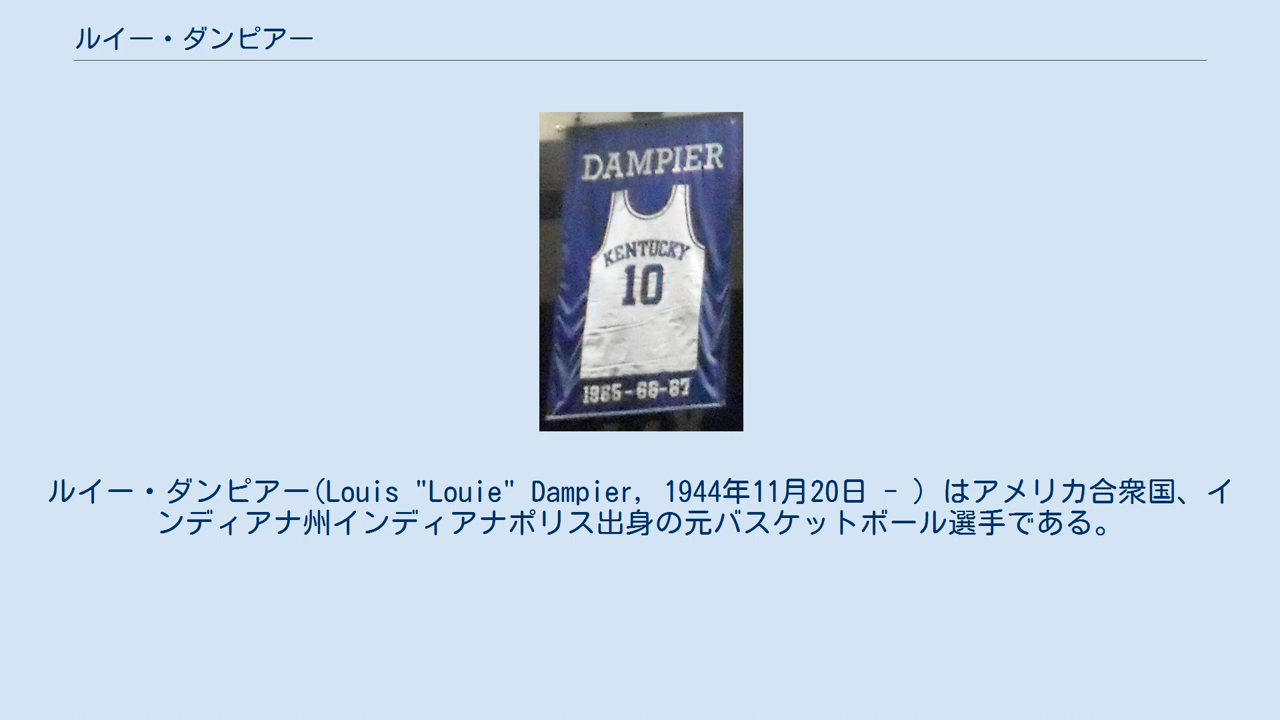 ルイー・ダンピアー
DAMPIER
KENTUCKY
10
1965-66-67
ルイー・ダンピアー(Louis "Louie" Dampier, 1944年11月20日 - ) はアメリカ合衆国、イ
ンディアナ州インディアナポリス出身の元バスケットボール選手である。